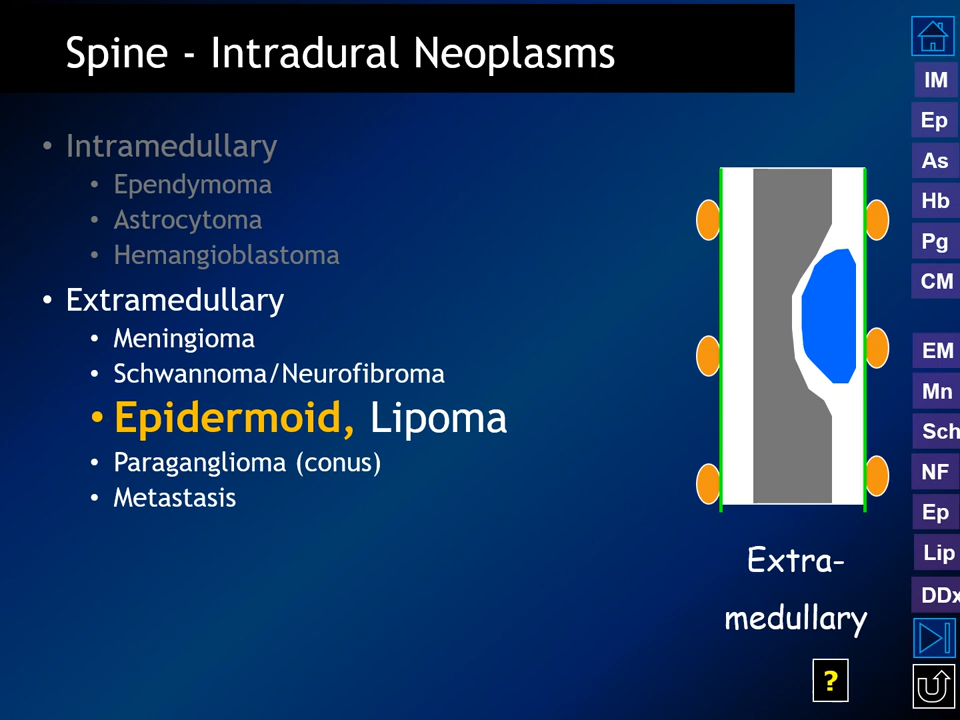 Spine - Intradural Neoplasms
• Intramedullary
• Ependymoma
• Astrocytoma
• Hemangioblastoma
• Extramedullary
• Meningioma
• Schwannoma/Neurofibroma
• Epidermoid, Lipoma
• Paraganglioma (conus)
• Metastasis
Extra-
medullary
?
IM
Ep
As
Hb
Pg
CM
EM
Mn
Sch
NF
Ep
Lip
DDx